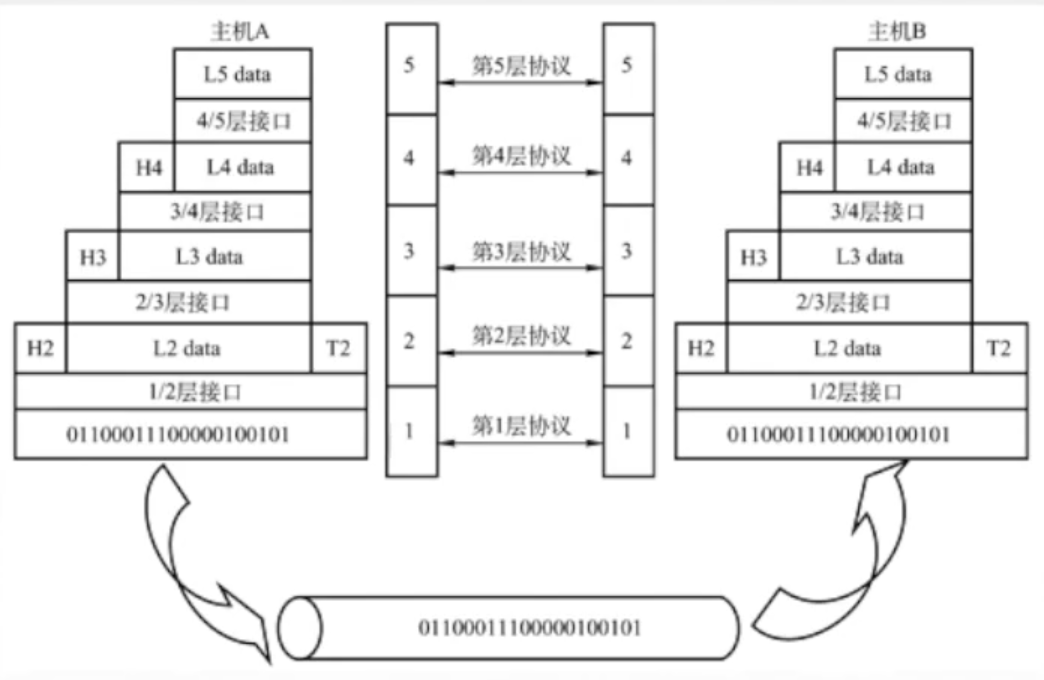 主机A
L5 data
4/5层接口
H4 L4 data
3/4层接口
H3 L3 data
2/3层接口
H2 L2 data T2
1/2层接口
01100011100000100101
5 第5层协议 5
4 第4层协议 4
3 第3层协议 3
2 第2层协议 2
1 第1层协议 1
主机B
L5 data
4/5层接口
H4 L4 data
3/4层接口
H3 L3 data
2/3层接口
H2 L2 data T2
1/2层接口
01100011100000100101
01100011100000100101